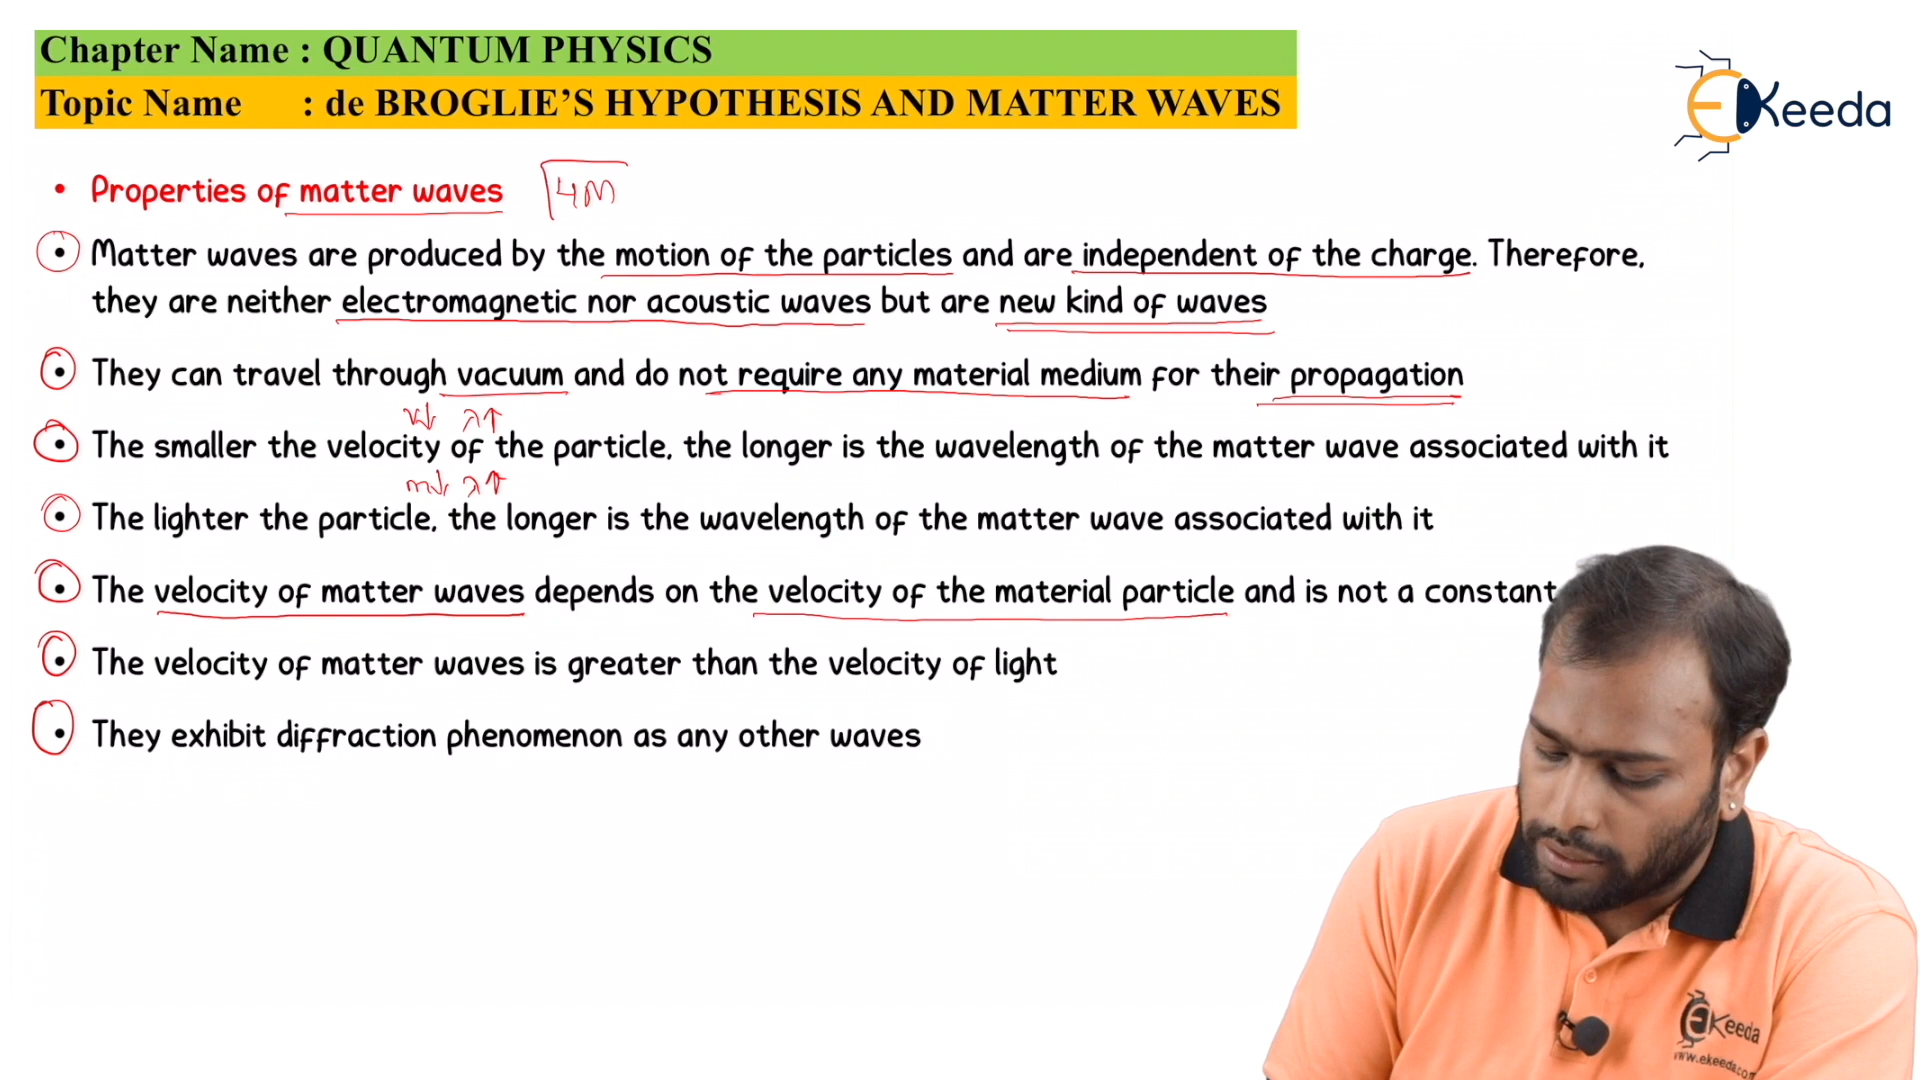 Chapter Name : QUANTUM PHYSICS
Topic Name : de BROGLIE'S HYPOTHESIS AND MATTER WAVES
EKeeda
• Properties of matter waves 4M
• Matter waves are produced by the motion of the particles and are independent of the charge. Therefore,
they are neither electromagnetic nor acoustic waves but are new kind of waves
• They can travel through vacuum and do not require any material medium for their propagation
v↓ λ↑
• The smaller the velocity of the particle, the longer is the wavelength of the matter wave associated with it
m↓ λ↑
• The lighter the particle, the longer is the wavelength of the matter wave associated with it
• The velocity of matter waves depends on the velocity of the material particle and is not a constant
• The velocity of matter waves is greater than the velocity of light
• They exhibit diffraction phenomenon as any other waves
EKeeda
www.ekeeda.com